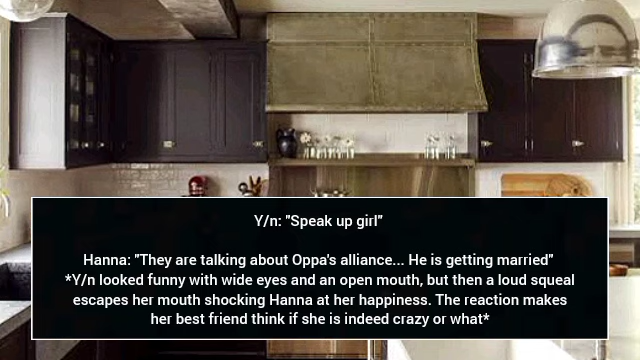 Y/n: "Speak up girl"
Hanna: "They are talking about Oppa's alliance... He is getting married"
*Y/n looked funny with wide eyes and an open mouth, but then a loud squeal
escapes her mouth shocking Hanna at her happiness. The reaction makes
her best friend think if she is indeed crazy or what*